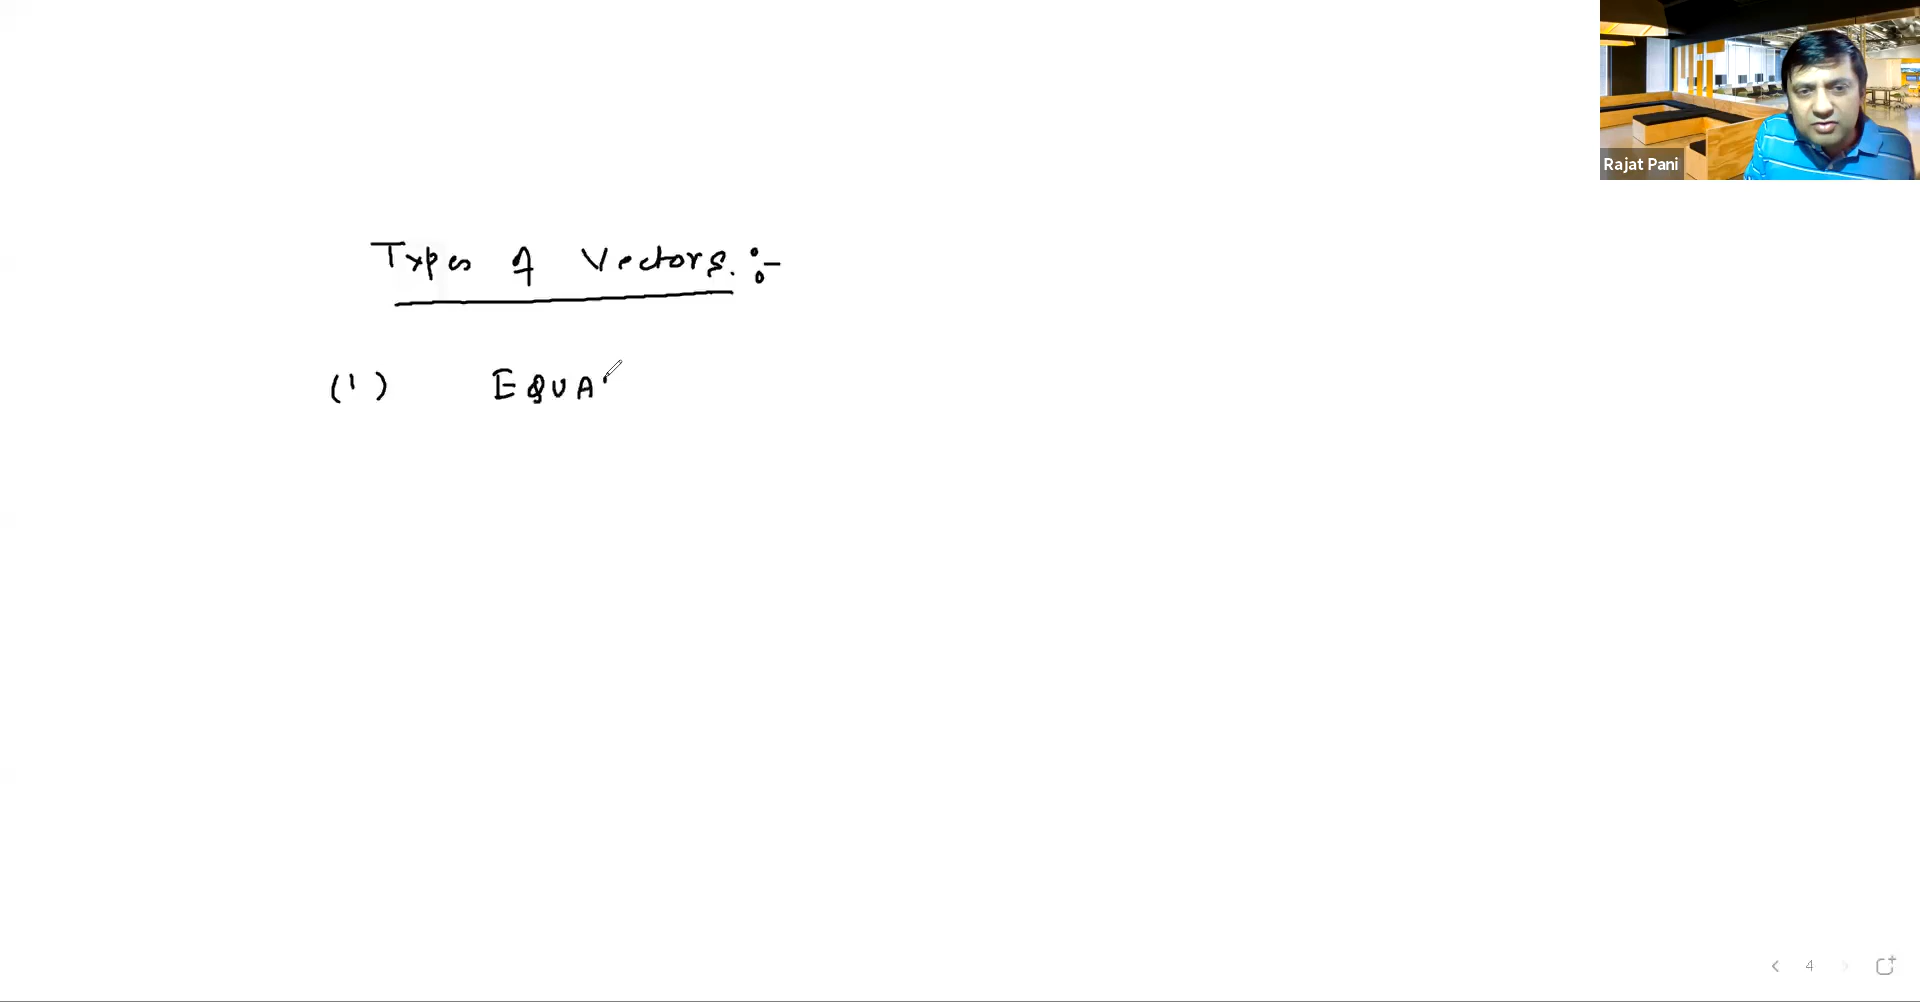 Rajat Pani
Types of Vectors. :-
(1) EQUA
4